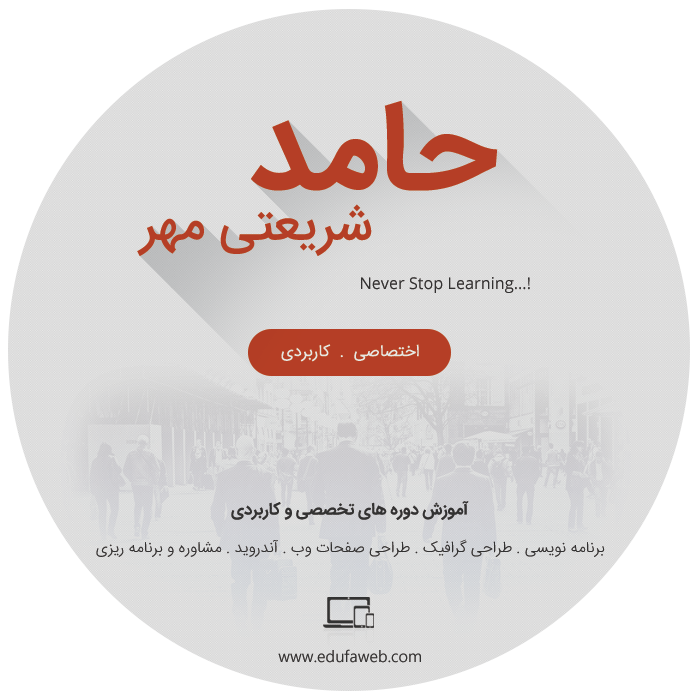 حامد
شریعتی مهر
Never Stop Learning...!
اختصاصی . کاربردی
آموزش دوره های تخصصی و کاربردی
برنامه نویسی . طراحی گرافیک . طراحی صفحات وب . آندروید . مشاوره و برنامه ریزی
www.edufaweb.com